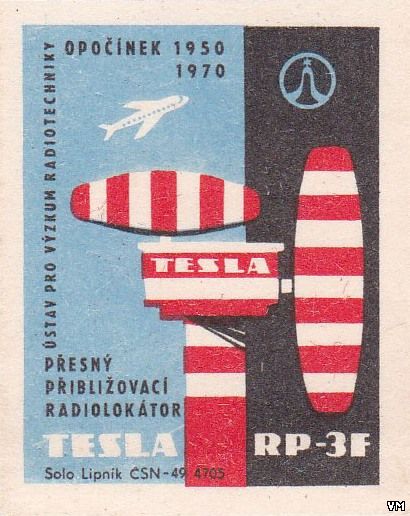 OPOČÍNEK 1950
1970
ÚSTAV PRO VÝZKUM RADIOTECHNIKY
TESLA
PŘESNÝ
PŘIBLIŽOVACÍ
RADIOLOKÁTOR
TESLA RP-3F
Solo Lipník ČSN-49 4705
VM